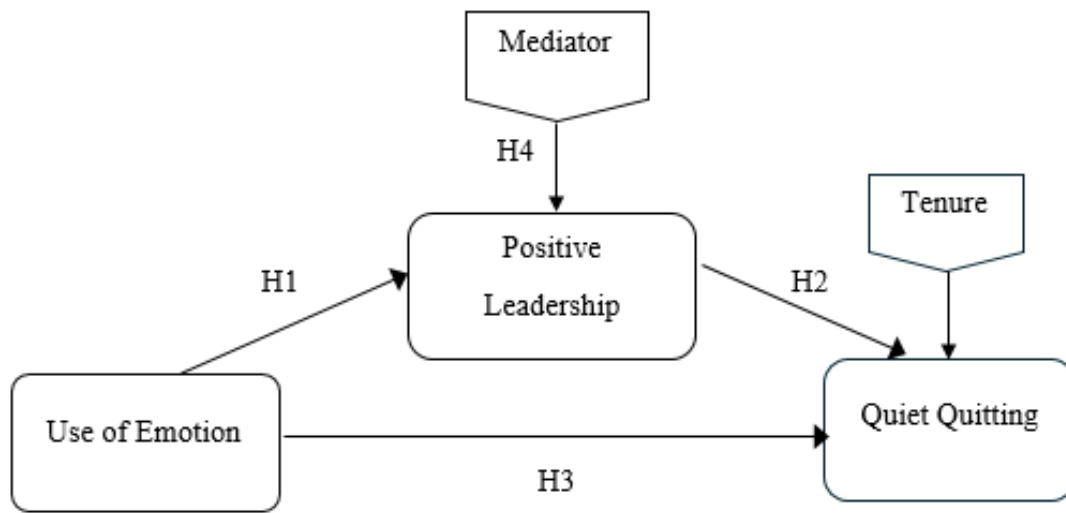 Mediator
H4
Tenure
Positive
Leadership
H1
H2
Use of Emotion
Quiet Quitting
H3